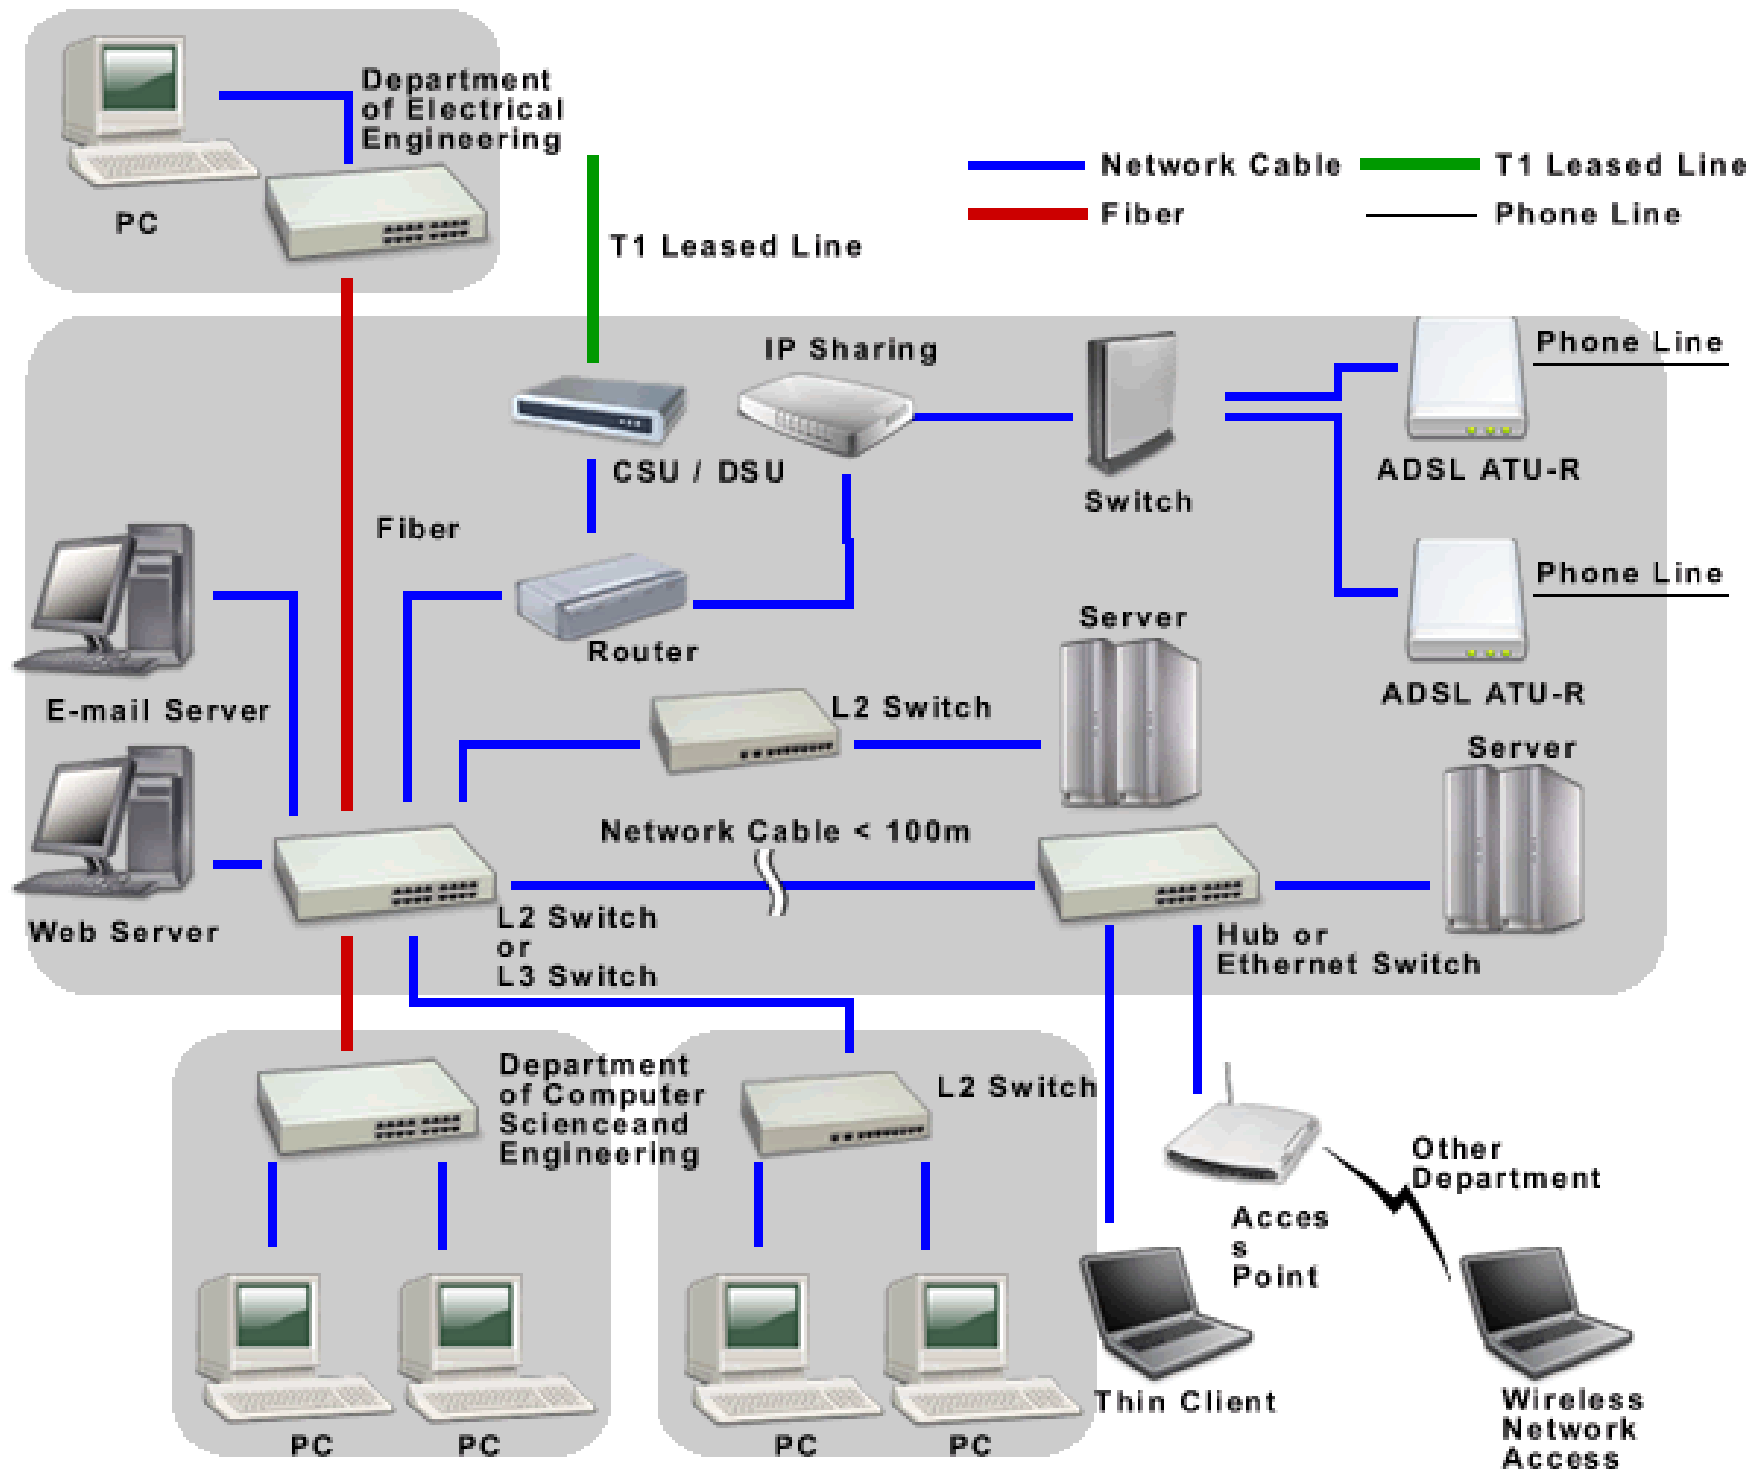 Department
of Electrical
Engineering
PC
Network Cable
T1 Leased Line
Fiber
Phone Line
T1 Leased Line
IP Sharing
Phone Line
CSU / DSU
ADSL ATU-R
Switch
Fiber
Phone Line
Server
Router
E-mail Server
L2 Switch
ADSL ATU-R
Server
Network Cable < 100m
Web Server
L2 Switch
or
L3 Switch
Hub or
Ethernet Switch
Department
of Computer
Scienceand
Engineering
L2 Switch
Other
Department
Acces
s
Point
Thin Client
Wireless
Network
Access
PC
PC
PC
PC